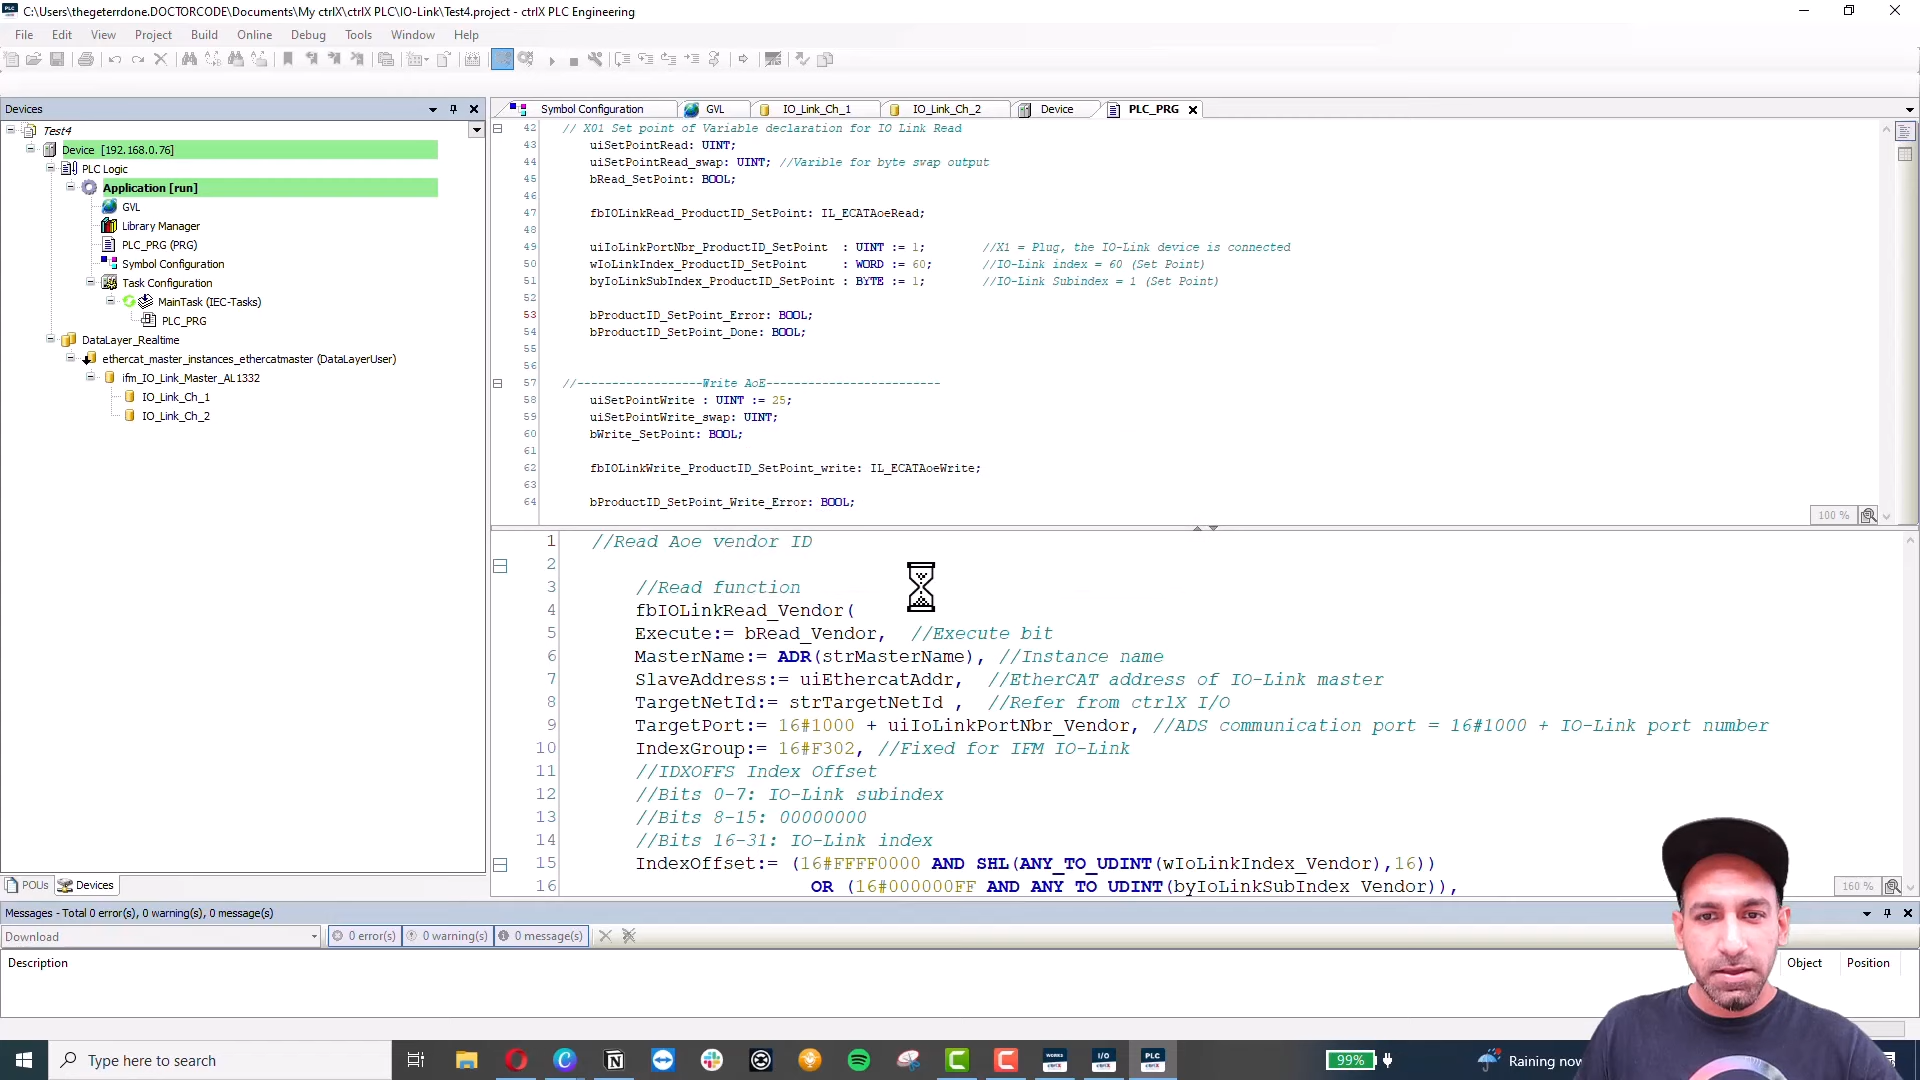 C:\Users\thegeterrdone.DOCTORCODE\Documents\My ctrlX\ctrlX PLC\IO-Link\Test4.project - ctrlX PLC Engineering
File Edit View Project Build Online Debug Tools Window Help
Devices
Test4
Device [192.168.0.76]
PLC Logic
Application [run]
GVL
Library Manager
PLC_PRG (PRG)
Symbol Configuration
Task Configuration
MainTask (IEC-Tasks)
PLC_PRG
DataLayer_Realtime
ethercat_master_instances_ethercatmaster (DataLayerUser)
ifm_IO_Link_Master_AL1332
IO_Link_Ch_1
IO_Link_Ch_2
POUs Devices
Symbol Configuration GVL IO_Link_Ch_1 IO_Link_Ch_2 Device PLC_PRG
42 // X01 Set point of Variable declaration for IO Link Read
43 uiSetPointRead: UINT;
44 uiSetPointRead_swap: UINT; //Varible for byte swap output
45 bRead_SetPoint: BOOL;
46
47 fbIOLinkRead_ProductID_SetPoint: IL_ECATAoeRead;
48
49 uiIoLinkPortNbr_ProductID_SetPoint : UINT := 1; //X1 = Plug, the IO-Link device is connected
50 wIoLinkIndex_ProductID_SetPoint : WORD := 60; //IO-Link index = 60 (Set Point)
51 byIoLinkSubIndex_ProductID_SetPoint : BYTE := 1; //IO-Link Subindex = 1 (Set Point)
52
53 bProductID_SetPoint_Error: BOOL;
54 bProductID_SetPoint_Done: BOOL;
55
56
57 //------------------Write AoE-------------------------
58 uiSetPointWrite : UINT := 25;
59 uiSetPointWrite_swap: UINT;
60 bWrite_SetPoint: BOOL;
61
62 fbIOLinkWrite_ProductID_SetPoint_write: IL_ECATAoeWrite;
63
64 bProductID_SetPoint_Write_Error: BOOL;
100 %
1 //Read Aoe vendor ID
2
3 //Read function
4 fbIOLinkRead_Vendor(
5 Execute:= bRead_Vendor, //Execute bit
6 MasterName:= ADR(strMasterName), //Instance name
7 SlaveAddress:= uiEthercatAddr, //EtherCAT address of IO-Link master
8 TargetNetId:= strTargetNetId , //Refer from ctrlX I/O
9 TargetPort:= 16#1000 + uiIoLinkPortNbr_Vendor, //ADS communication port = 16#1000 + IO-Link port number
10 IndexGroup:= 16#F302, //Fixed for IFM IO-Link
11 //IDXOFFS Index Offset
12 //Bits 0-7: IO-Link subindex
13 //Bits 8-15: 00000000
14 //Bits 16-31: IO-Link index
15 IndexOffset:= (16#FFFF0000 AND SHL(ANY_TO_UDINT(wIoLinkIndex_Vendor),16))
16 OR (16#000000FF AND ANY_TO_UDINT(byIoLinkSubIndex_Vendor)),
160 %
Messages - Total 0 error(s), 0 warning(s), 0 message(s)
Download 0 error(s) 0 warning(s) 0 message(s)
Description Object Position
Type here to search
WORKS
I/O
PLC
99%
Raining now